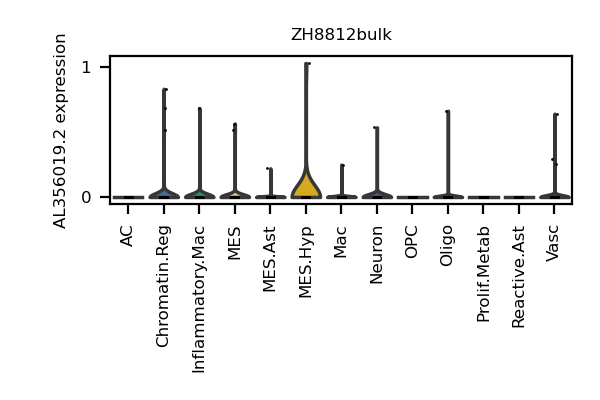 ZH8812bulk
AL356019.2 expression
1
0
AC
Chromatin.Reg
Inflammatory.Mac
MES
MES.Ast
MES.Hyp
Mac
Neuron
OPC
Oligo
Prolif.Metab
Reactive.Ast
Vasc